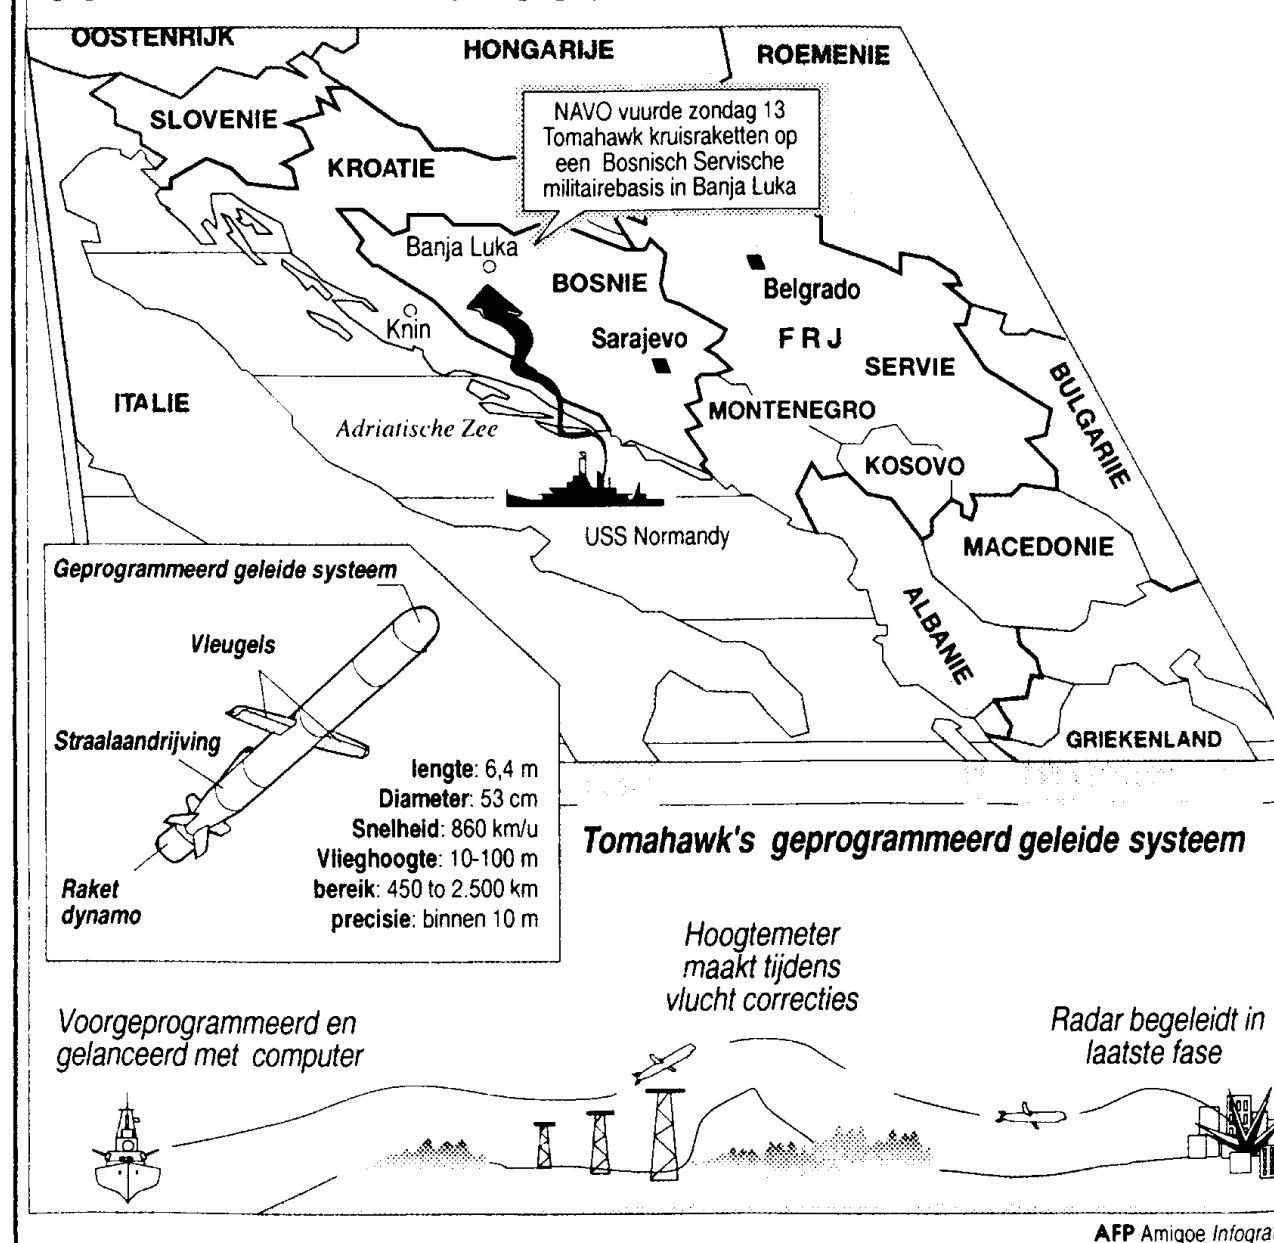 OOSTENRIJK
HONGARIJE
ROEMENIE
SLOVENIE
KROATIE
NAVO vuurde zondag 13
Tomahawk kruisraketten op
een Bosnisch Servische
militairebasis in Banja Luka
Banja Luka
BOSNIE
Belgrado
Knin
Sarajevo
F R J
SERVIE
BULGARIJE
ITALIE
MONTENEGRO
Adriatische Zee
KOSOVO
USS Normandy
MACEDONIE
ALBANIE
GRIEKENLAND
Geprogrammeerd geleide systeem
Vleugels
Straalaandrijving
lengte: 6,4 m
Diameter: 53 cm
Snelheid: 860 km/u
Vlieghoogte: 10-100 m
bereik: 450 to 2.500 km
precisie: binnen 10 m
Raket
dynamo
Tomahawk's geprogrammeerd geleide systeem
Hoogtemeter
maakt tijdens
vlucht correcties
Voorgeprogrammeerd en
gelanceerd met computer
Radar begeleidt in
laatste fase
AFP Amigoe Infogra